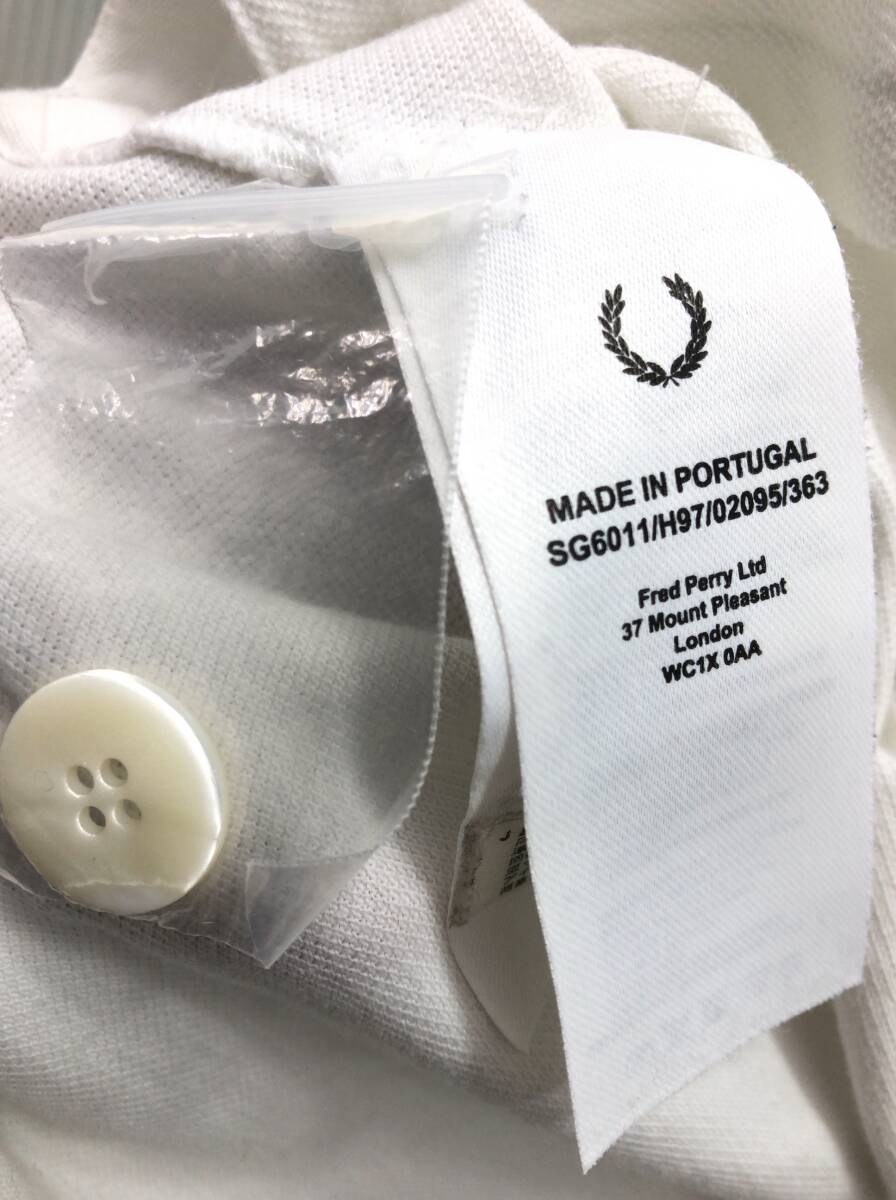 MADE IN PORTUGAL
SG6011/H97/02095/363
Fred Perry Ltd
37 Mount Pleasant
London
WC1X 0AA